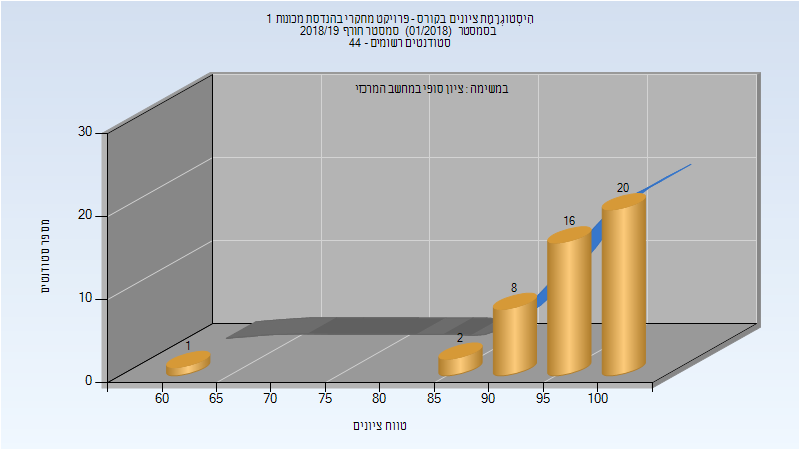 היסטוגרמת ציונים בקורס - פרויקט מחקרי בהנדסת מכונות 1
בסמסטר (01/2018) סמסטר חורף 2018/19
סטודנטים רשומים - 44
במשימה : ציון סופי במחשב המרכזי
מספר סטודנטים
30
20
10
0
1
2
8
16
20
60 65 70 75 80 85 90 95 100
טווח ציונים